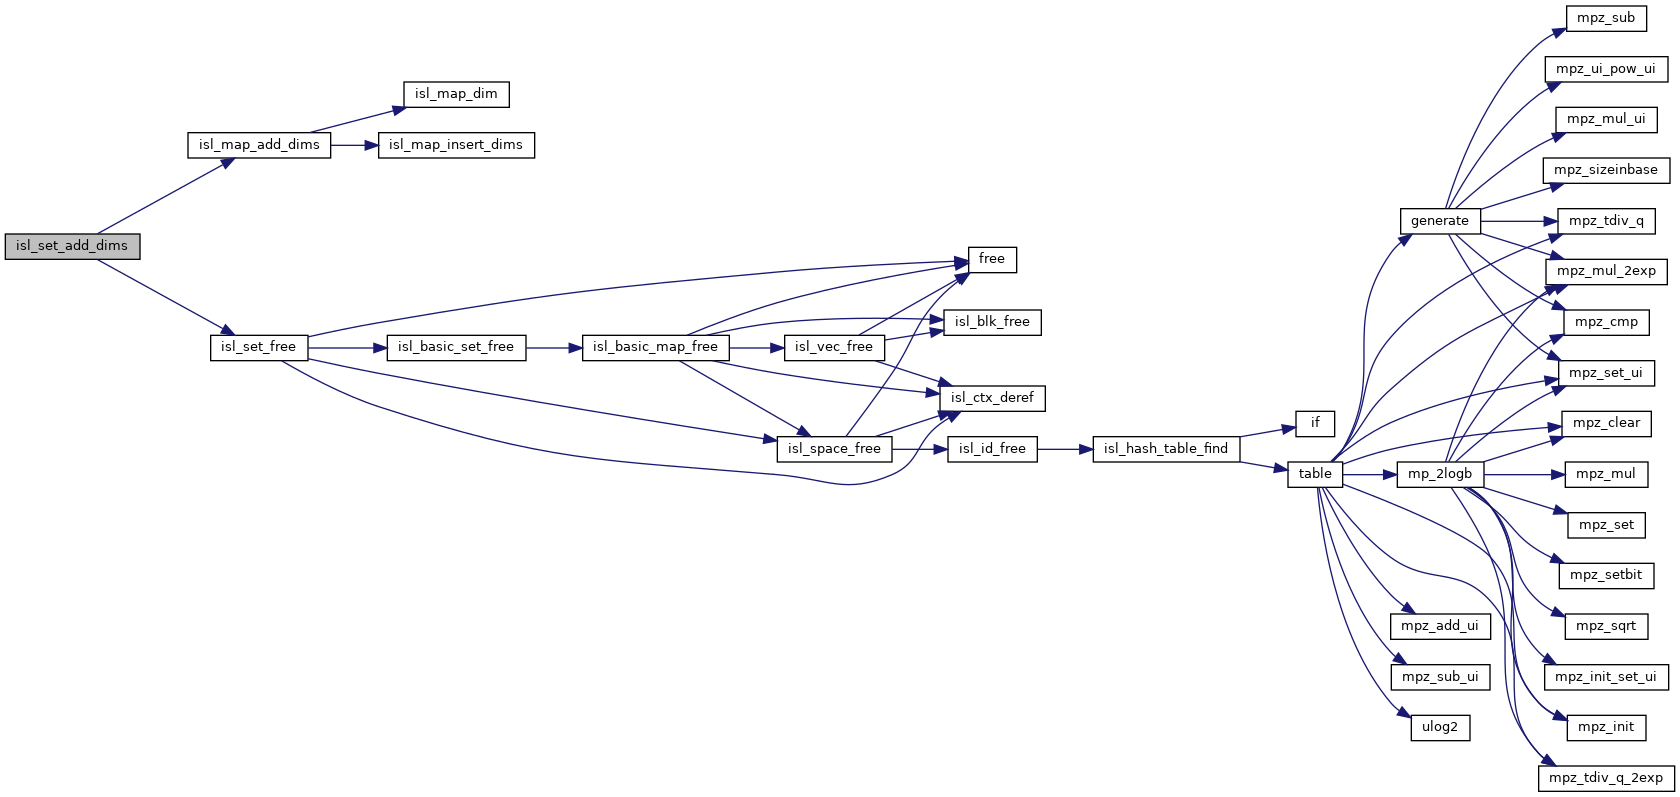 isl_set_add_dims
isl_map_add_dims
isl_map_dim
isl_map_insert_dims
isl_set_free
isl_basic_set_free
isl_basic_map_free
isl_vec_free
isl_space_free
free
isl_blk_free
isl_ctx_deref
isl_id_free
isl_hash_table_find
if
table
generate
mp_2logb
mpz_add_ui
mpz_sub_ui
ulog2
mpz_sub
mpz_ui_pow_ui
mpz_mul_ui
mpz_sizeinbase
mpz_tdiv_q
mpz_mul_2exp
mpz_cmp
mpz_set_ui
mpz_clear
mpz_mul
mpz_set
mpz_setbit
mpz_sqrt
mpz_init_set_ui
mpz_init
mpz_tdiv_q_2exp